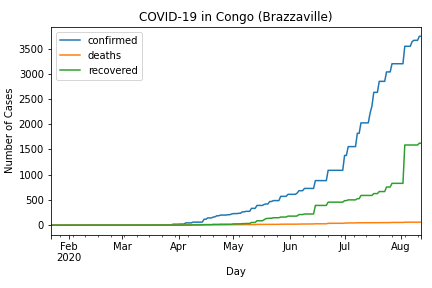 COVID-19 in Congo (Brazzaville)
confirmed
deaths
recovered
Number of Cases
3500
3000
2500
2000
1500
1000
500
0
Feb Mar Apr May Jun Jul Aug
2020
Day